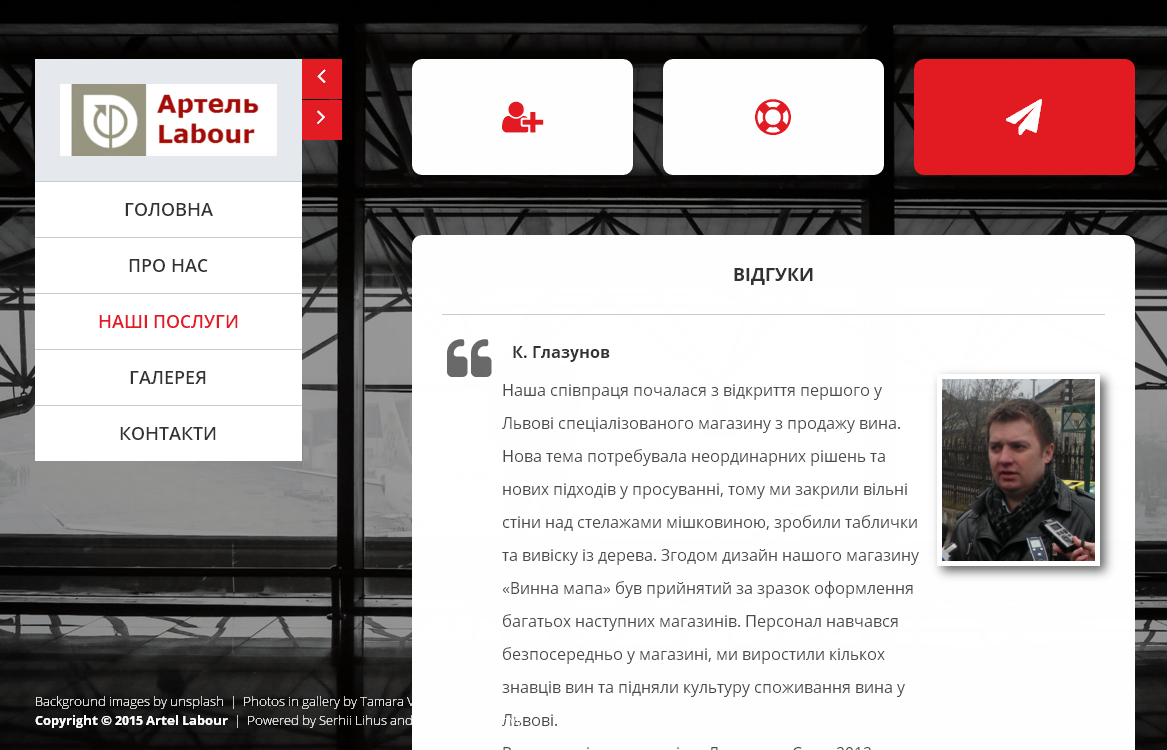 Артель
Labour
ГОЛОВНА
ПРО НАС
НАШІ ПОСЛУГИ
ГАЛЕРЕЯ
КОНТАКТИ
ВІДГУКИ
К. Глазунов
Наша співпраця почалася з відкриття першого у
Львові спеціалізованого магазину з продажу вина.
Нова тема потребувала неординарних рішень та
нових підходів у просуванні, тому ми закрили вільні
стіни над стелажами мішковиною, зробили таблички
та вивіску із дерева. Згодом дизайн нашого магазину
«Винна мапа» був прийнятий за зразок оформлення
багатьох наступних магазинів. Персонал навчався
безпосередньо у магазині, ми виростили кількох
знавців вин та підняли культуру споживання вина у
Львові.
Background images by unsplash | Photos in gallery by Tamara
Copyright © 2015 Artel Labour | Powered by Serhii Lihus and